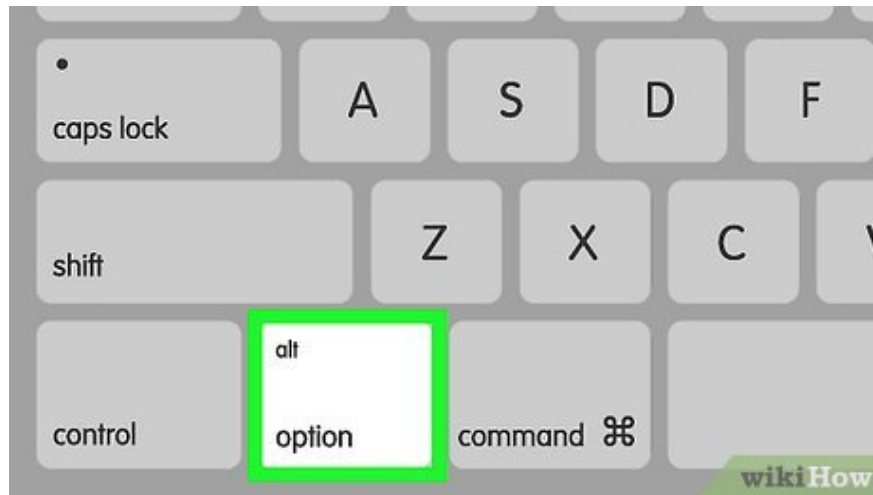 •
caps lock
A
S
D
F
shift
Z
X
C
alt
control
option
command ⌘
wikiHow